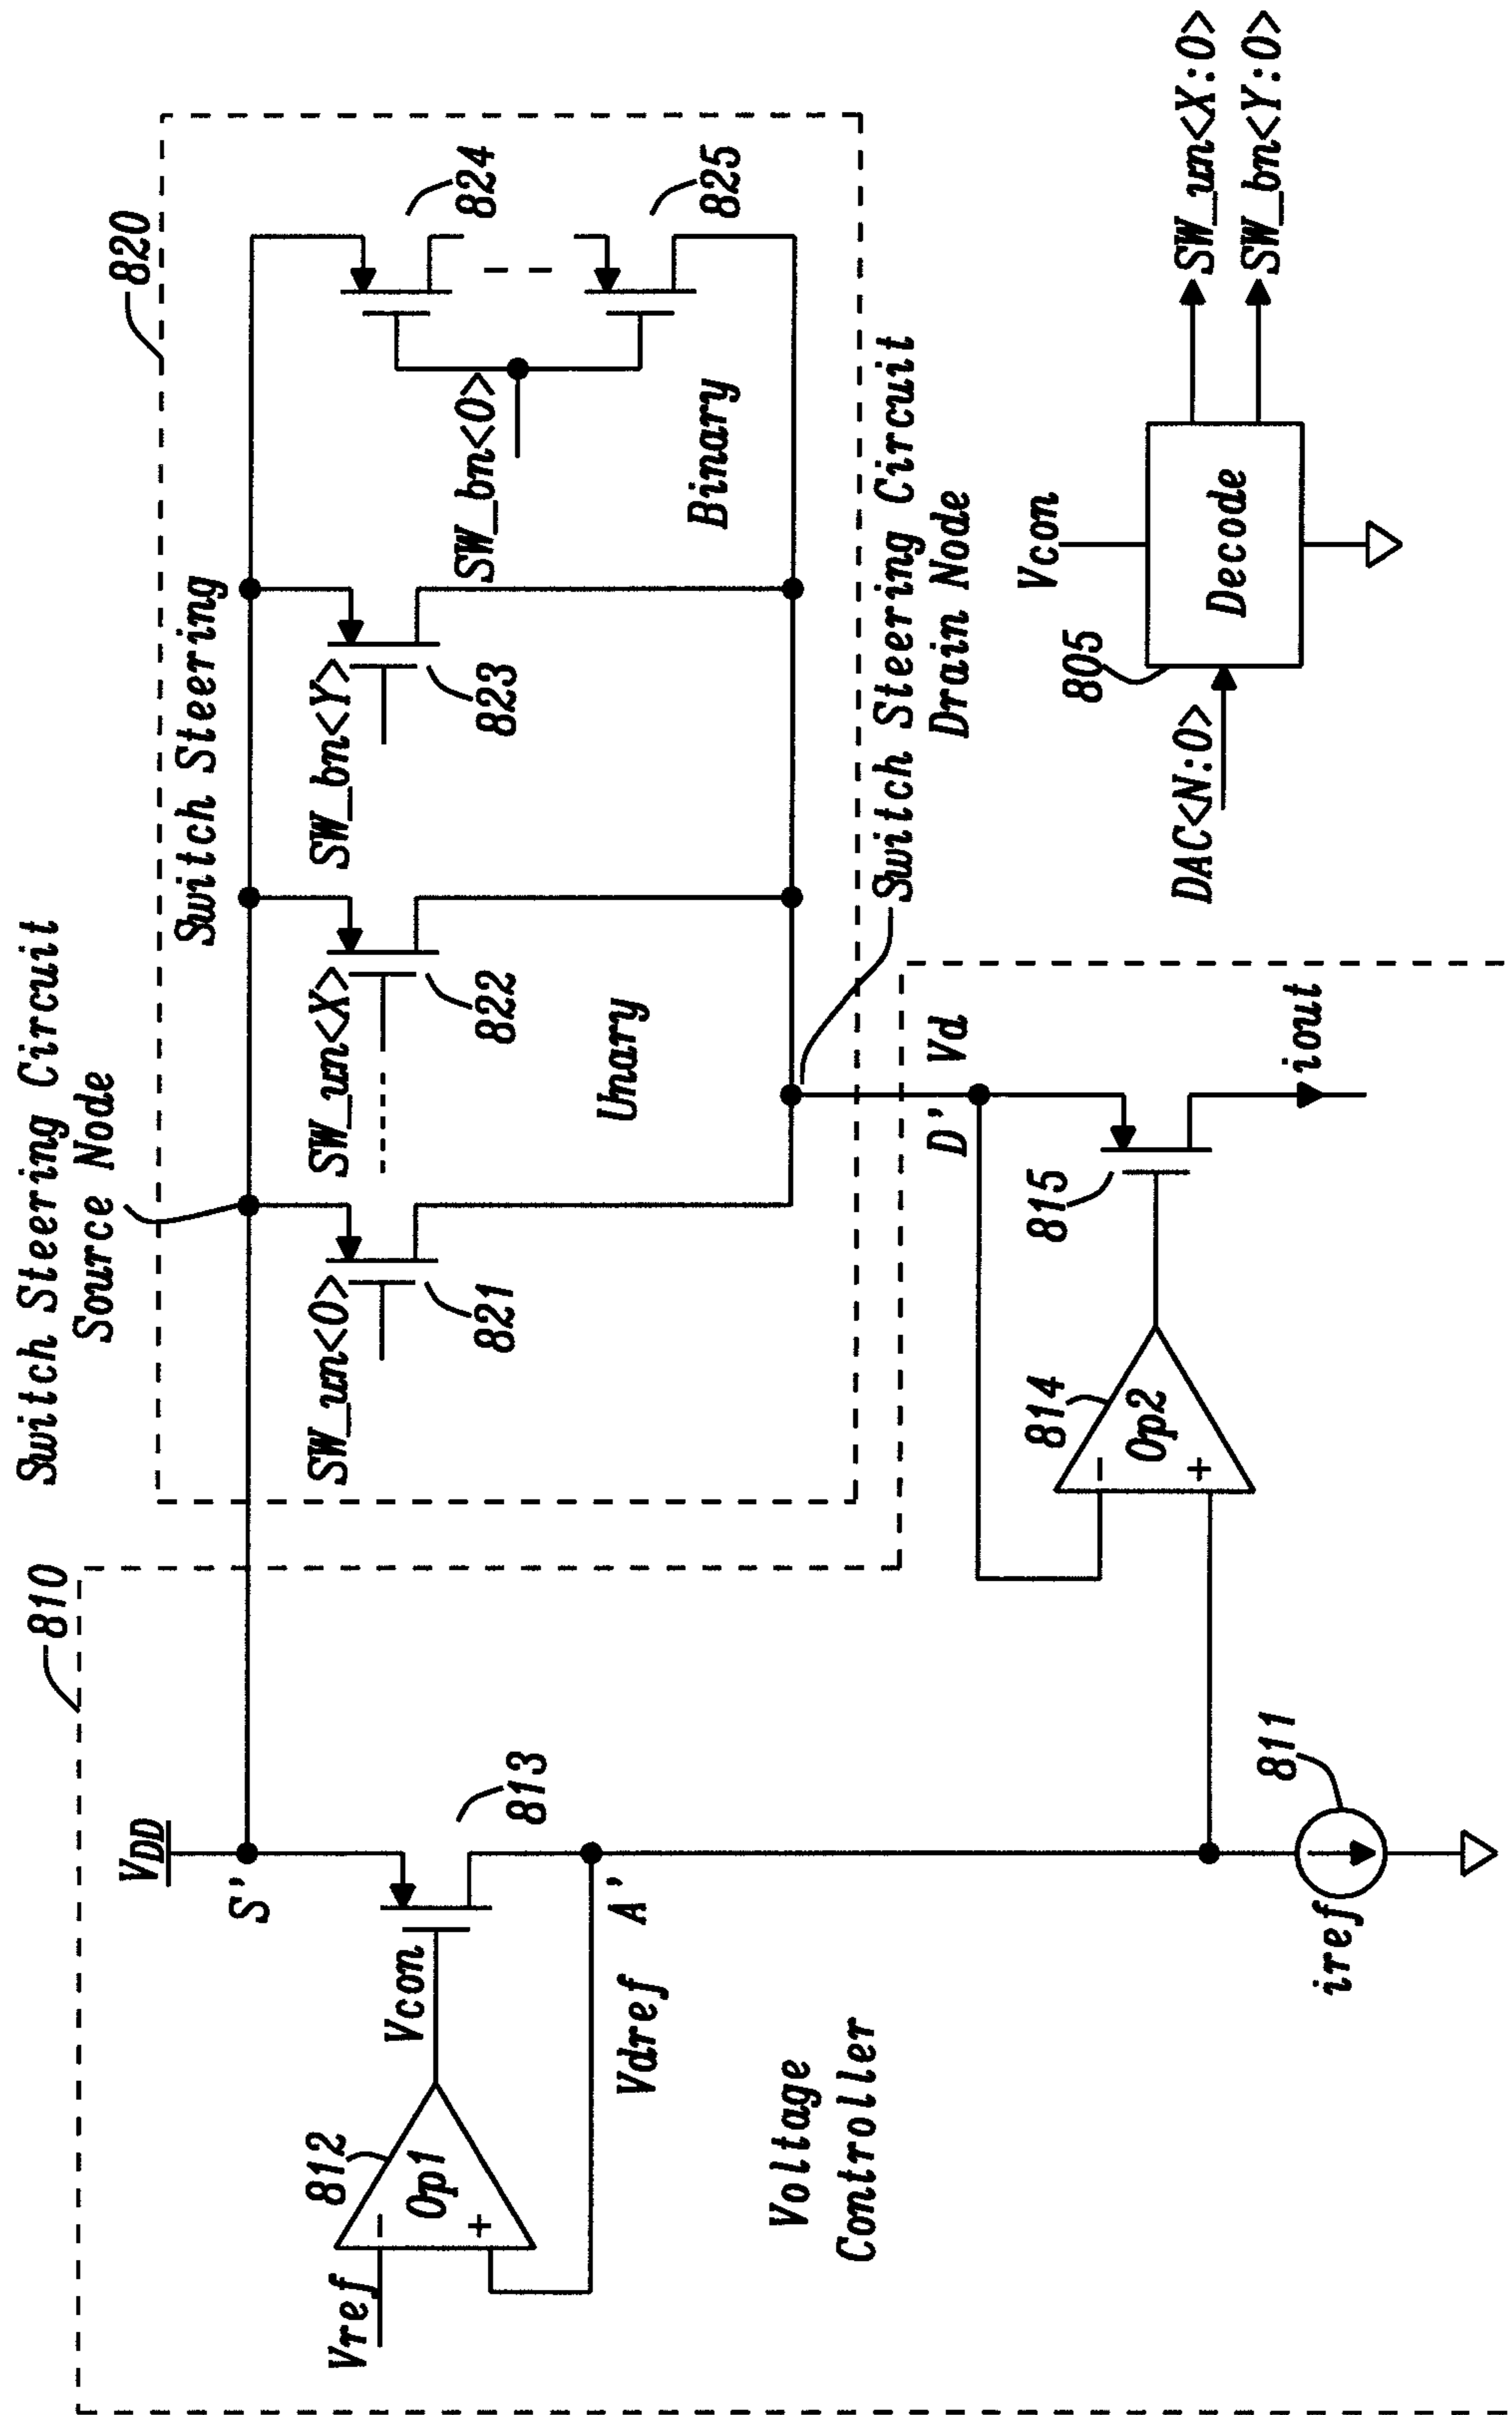 Switch Steering Circuit
Source Node
820
Switch Steering
810
VDD
S'
Vref
812
Op1
Vcon
813
A'
Vdref
Voltage
Controller
SW_un<0>
821
SW_un<X>
822
Unary
SW_bn<Y>
823
SW_bn<0>
824
825
Binary
Switch Steering Circuit
Drain Node
D'
Vd
814
Op2
815
iout
811
iref
805
Vcon
DAC<N:0>
Decode
SW_un<X:0>
SW_bn<Y:0>